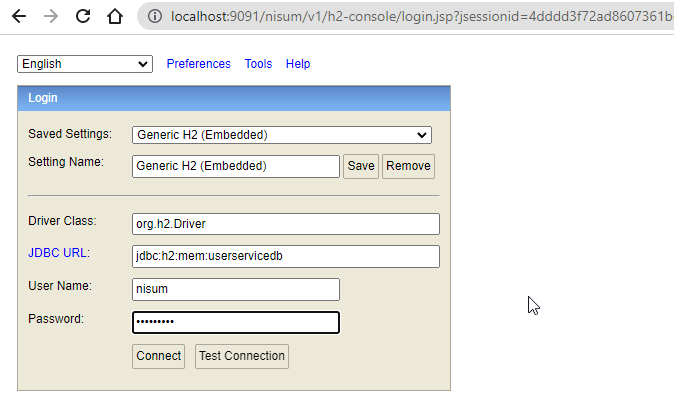 localhost:9091/nisum/v1/h2-console/login.jsp?jsessionid=4dddd3f72ad8607361b
English Preferences Tools Help
Login
Saved Settings: Generic H2 (Embedded)
Setting Name: Generic H2 (Embedded) Save Remove
Driver Class: org.h2.Driver
JDBC URL: jdbc:h2:mem:userservicedb
User Name: nisum
Password: •••••••••
Connect Test Connection